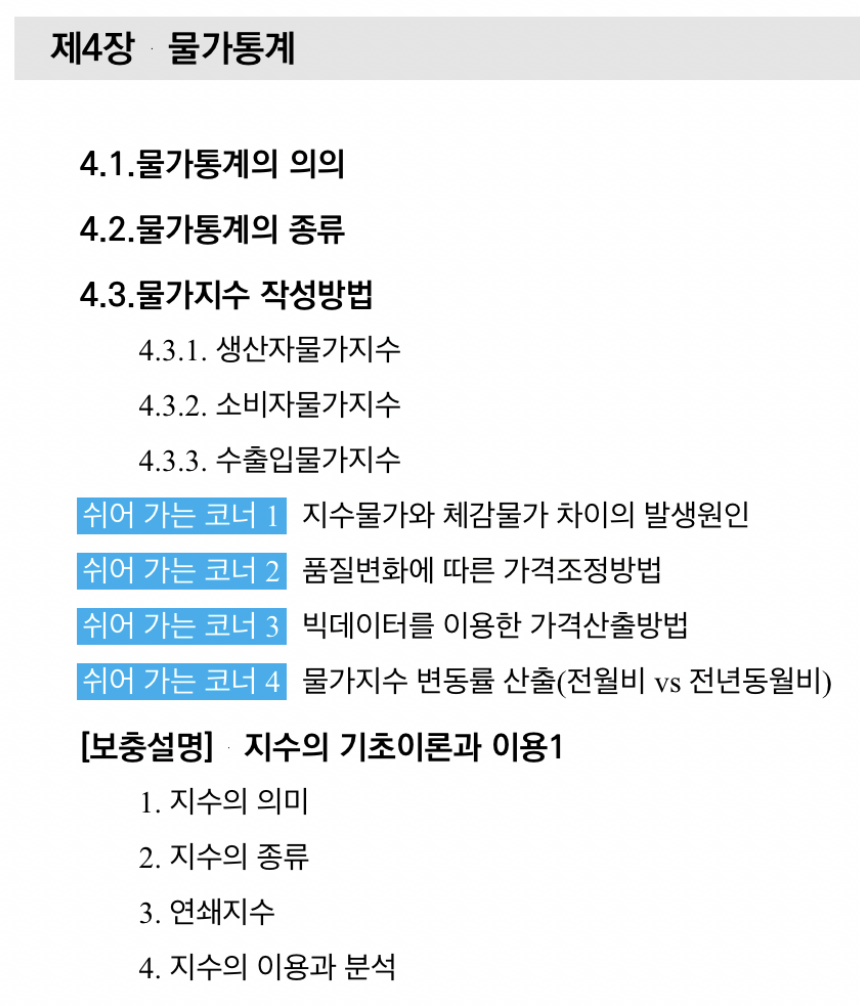 제4장 · 물가통계
4.1.물가통계의 의의
4.2.물가통계의 종류
4.3.물가지수 작성방법
4.3.1. 생산자물가지수
4.3.2. 소비자물가지수
4.3.3. 수출입물가지수
쉬어 가는 코너 1 지수물가와 체감물가 차이의 발생원인
쉬어 가는 코너 2 품질변화에 따른 가격조정방법
쉬어 가는 코너 3 빅데이터를 이용한 가격산출방법
쉬어 가는 코너 4 물가지수 변동률 산출(전월비 vs 전년동월비)
[보충설명] · 지수의 기초이론과 이용1
1. 지수의 의미
2. 지수의 종류
3. 연쇄지수
4. 지수의 이용과 분석